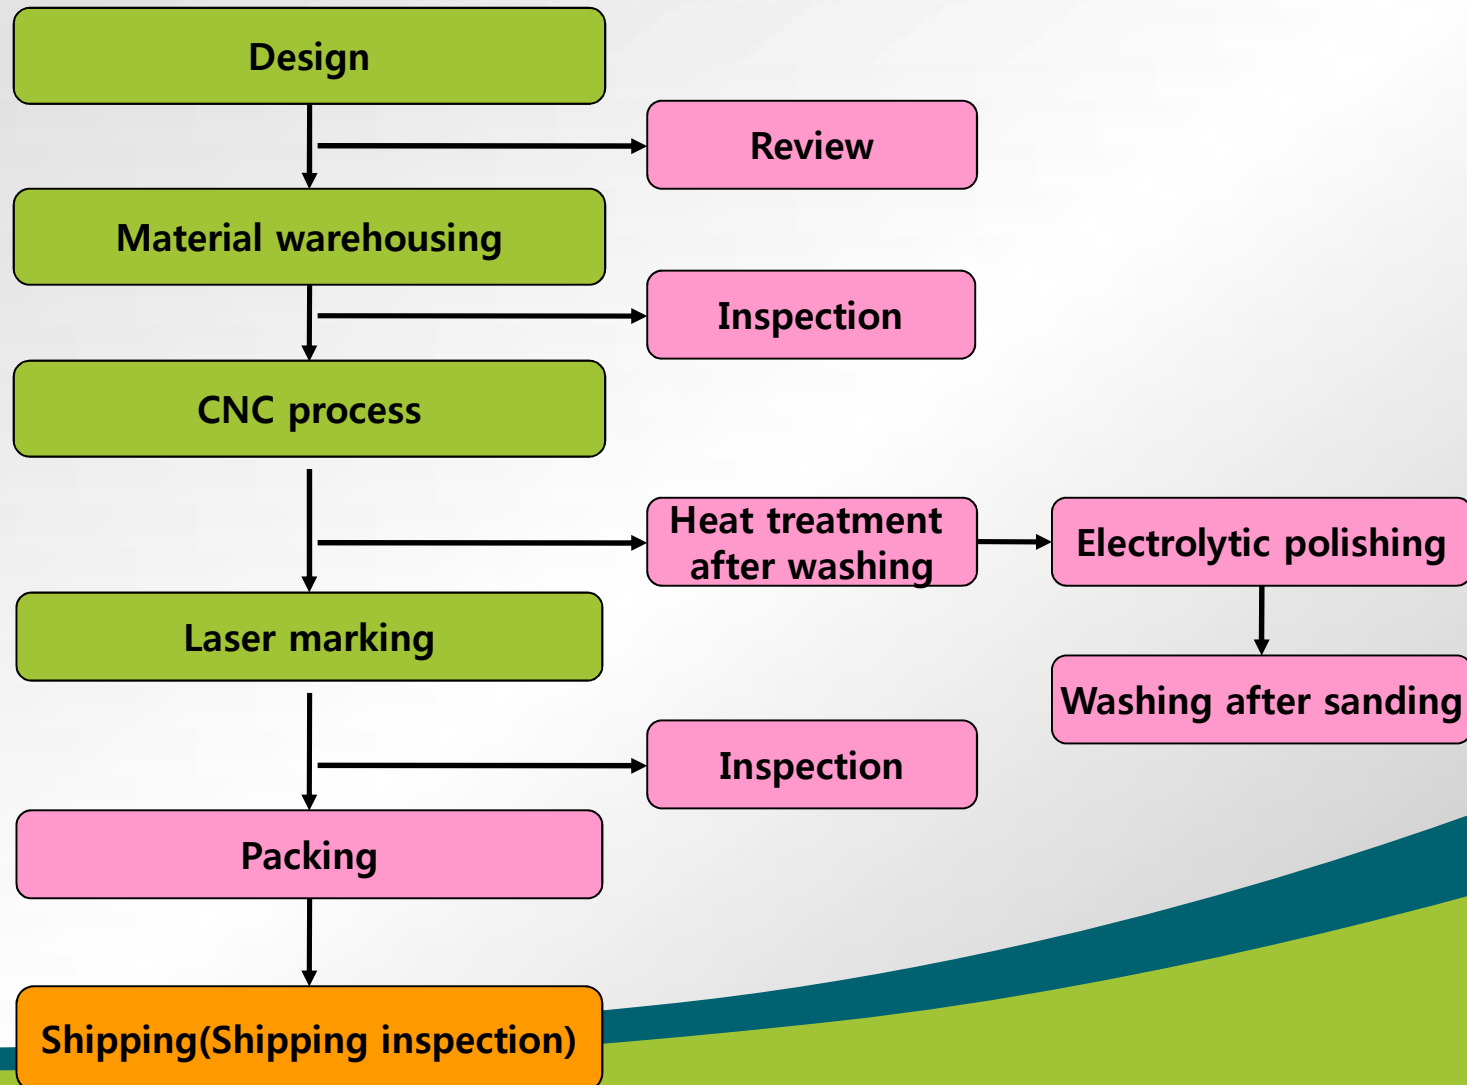 Design
Review
Material warehousing
Inspection
CNC process
Heat treatment
after washing
Electrolytic polishing
Laser marking
Washing after sanding
Inspection
Packing
Shipping(Shipping inspection)